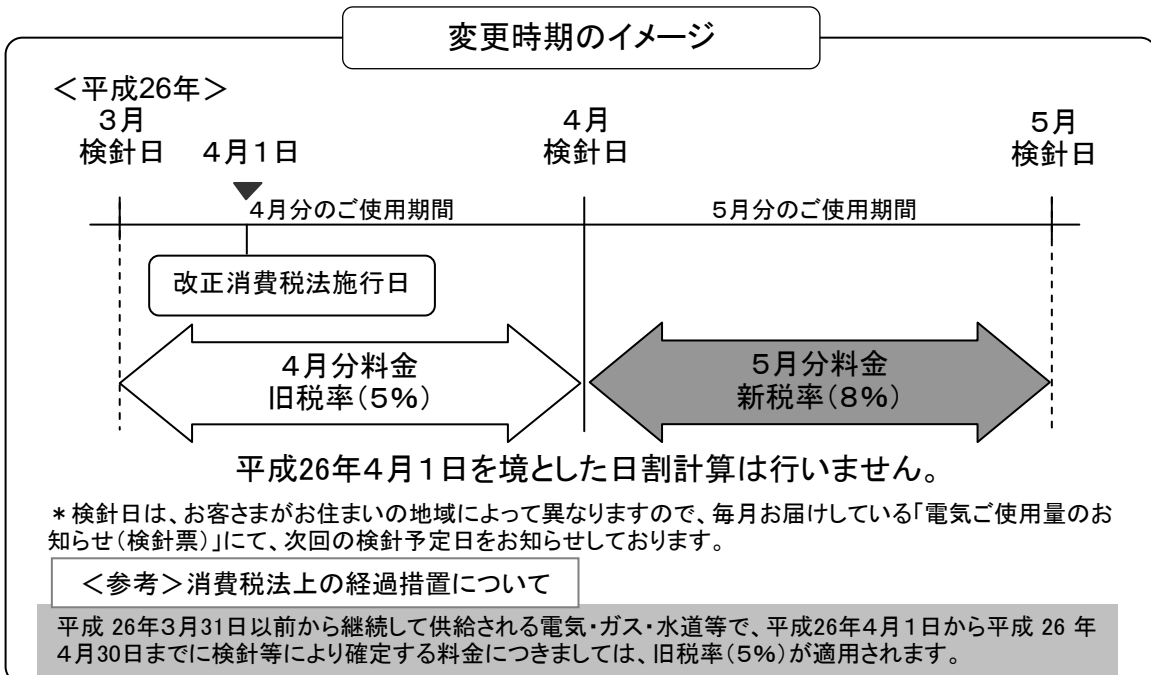 変更時期のイメージ
＜平成26年＞
３月
検針日
４月１日
４月
検針日
５月
検針日
４月分のご使用期間
５月分のご使用期間
改正消費税法施行日
４月分料金
旧税率（５％）
５月分料金
新税率（８％）
平成26年４月１日を境とした日割計算は行いません。
＊検針日は、お客さまがお住まいの地域によって異なりますので、毎月お届けしている「電気ご使用量のお
知らせ（検針票）」にて、次回の検針予定日をお知らせしております。
＜参考＞消費税法上の経過措置について
平成 26年３月31日以前から継続して供給される電気・ガス・水道等で、平成26年４月１日から平成 26 年
４月30日までに検針等により確定する料金につきましては、旧税率（５％）が適用されます。